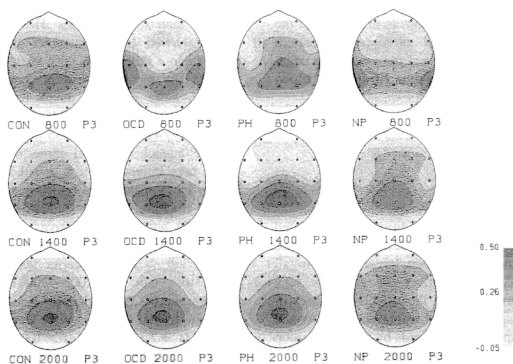 CON 800 P3 OCD 800 P3 PH 800 P3 NP 800 P3
CON 1400 P3 OCD 1400 P3 PH 1400 P3 NP 1400 P3
0.50
0.26
CON 2000 P3 OCD 2000 P3 PH 2000 P3 NP 2000 P3
-0.05